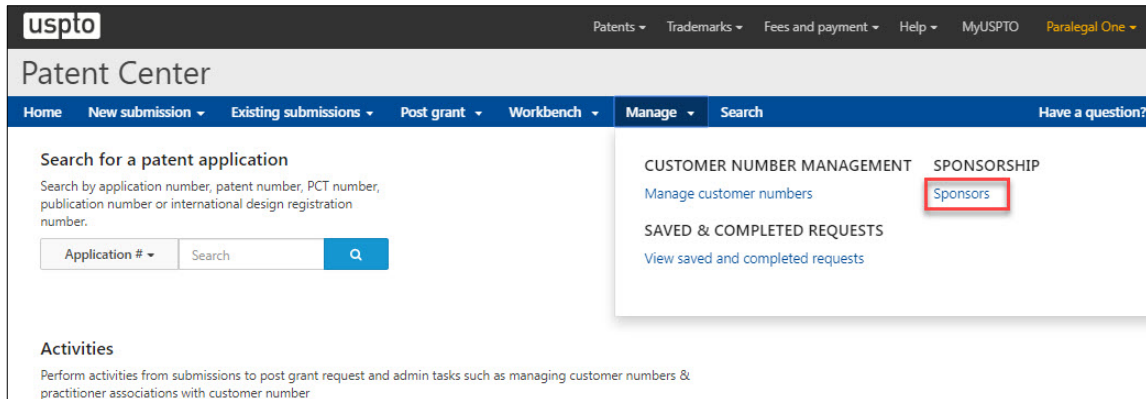 uspto
Patents Trademarks Fees and payment Help MyUSPTO Paralegal One
Patent Center
Home New submission Existing submissions Post grant Workbench Manage Search Have a question?
Search for a patent application
Search by application number, patent number, PCT number,
publication number or international design registration
number.
Application # Search
CUSTOMER NUMBER MANAGEMENT
Manage customer numbers
SAVED & COMPLETED REQUESTS
View saved and completed requests
SPONSORSHIP
Sponsors
Activities
Perform activities from submissions to post grant request and admin tasks such as managing customer numbers &
practitioner associations with customer number